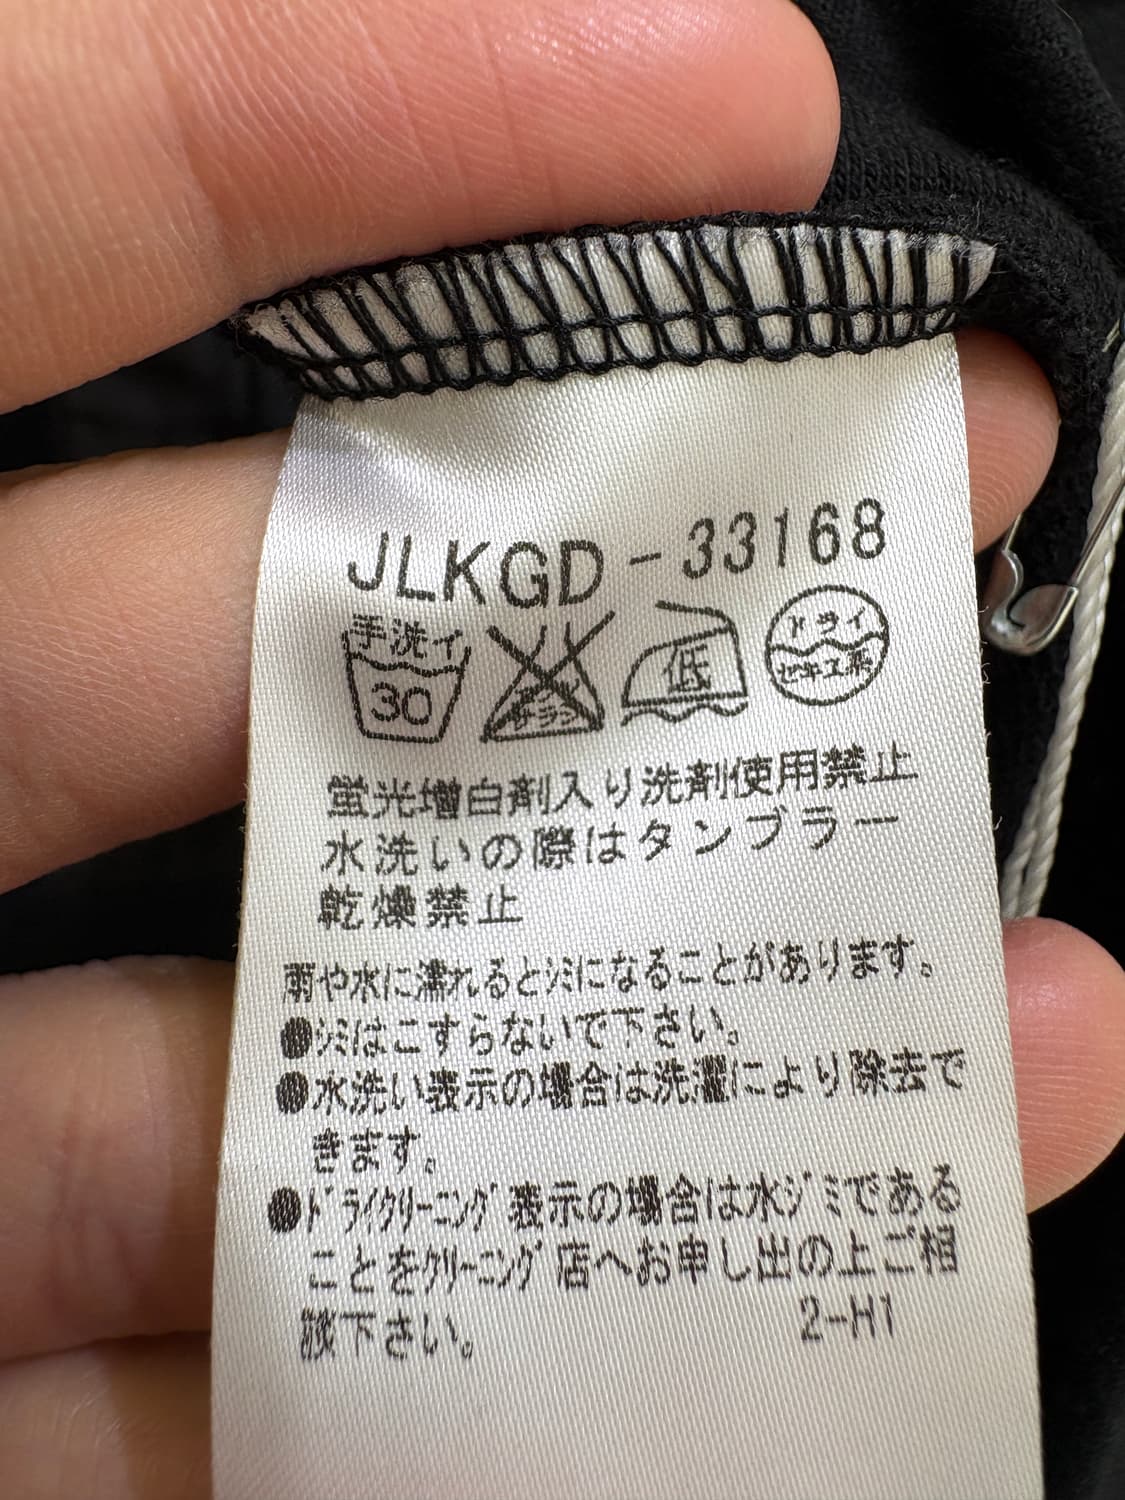 JLKGD-33168
手洗イ
30
低
ドライ
セキユ系
蛍光増白剤入り洗剤使用禁止
水洗いの際はタンブラー
乾燥禁止
雨や水に濡れるとシミになることがあります。
●シミはこすらないで下さい。
●水洗い表示の場合は洗濯により除去で
きます。
●ドライクリーニング表示の場合は水ジミである
ことをクリーニング店へお申し出の上ご相
談下さい。 2-H1